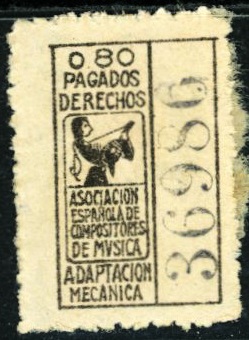 0.80
PAGADOS
DERECHOS
ASOCIACION
ESPAÑOLA DE
COMPOSITORES
DE MVSICA
ADAPTACION
MECANICA
36986